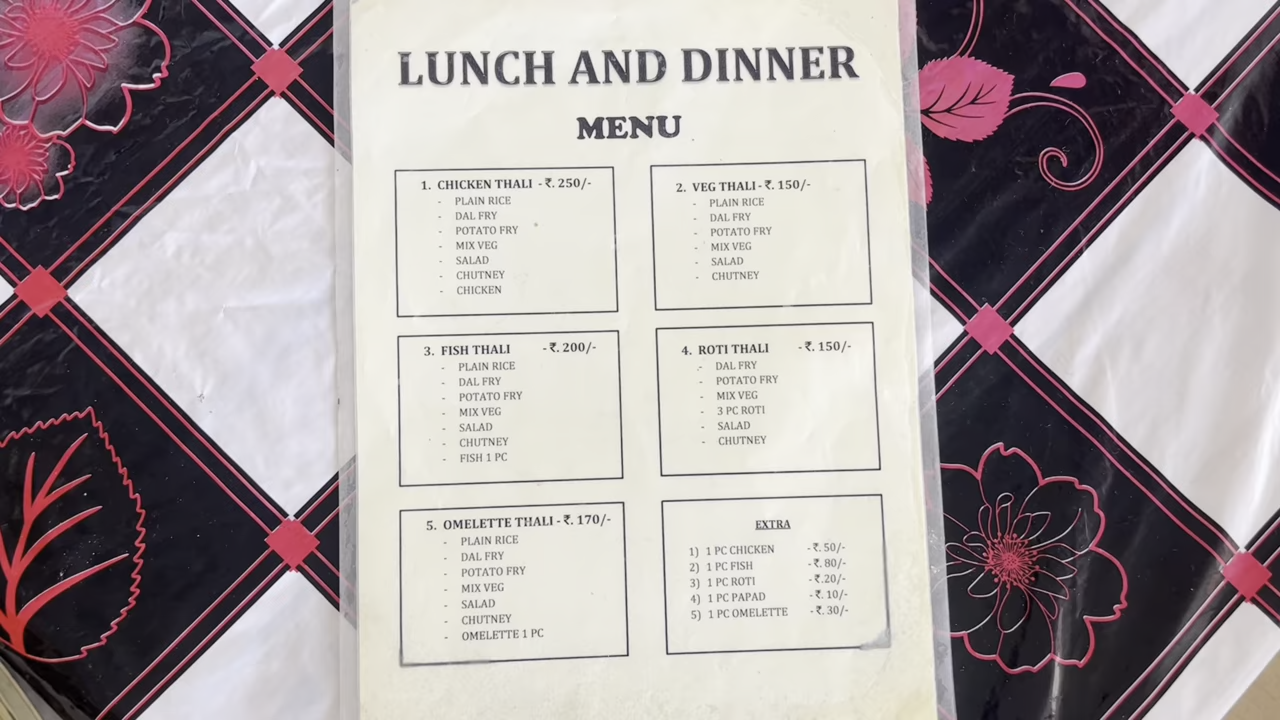 LUNCH AND DINNER
MENU
1. CHICKEN THALI - ₹. 250/-
- PLAIN RICE
- DAL FRY
- POTATO FRY
- MIX VEG
- SALAD
- CHUTNEY
- CHICKEN
2. VEG THALI - ₹. 150/-
- PLAIN RICE
- DAL FRY
- POTATO FRY
- MIX VEG
- SALAD
- CHUTNEY
3. FISH THALI - ₹. 200/-
- PLAIN RICE
- DAL FRY
- POTATO FRY
- MIX VEG
- SALAD
- CHUTNEY
- FISH 1 PC
4. ROTI THALI - ₹. 150/-
- DAL FRY
- POTATO FRY
- MIX VEG
- 3 PC ROTI
- SALAD
- CHUTNEY
5. OMELETTE THALI - ₹. 170/-
- PLAIN RICE
- DAL FRY
- POTATO FRY
- MIX VEG
- SALAD
- CHUTNEY
- OMELETTE 1 PC
EXTRA
1) 1 PC CHICKEN - ₹. 50/-
2) 1 PC FISH - ₹. 80/-
3) 1 PC ROTI - ₹. 20/-
4) 1 PC PAPAD - ₹. 10/-
5) 1 PC OMELETTE - ₹. 30/-